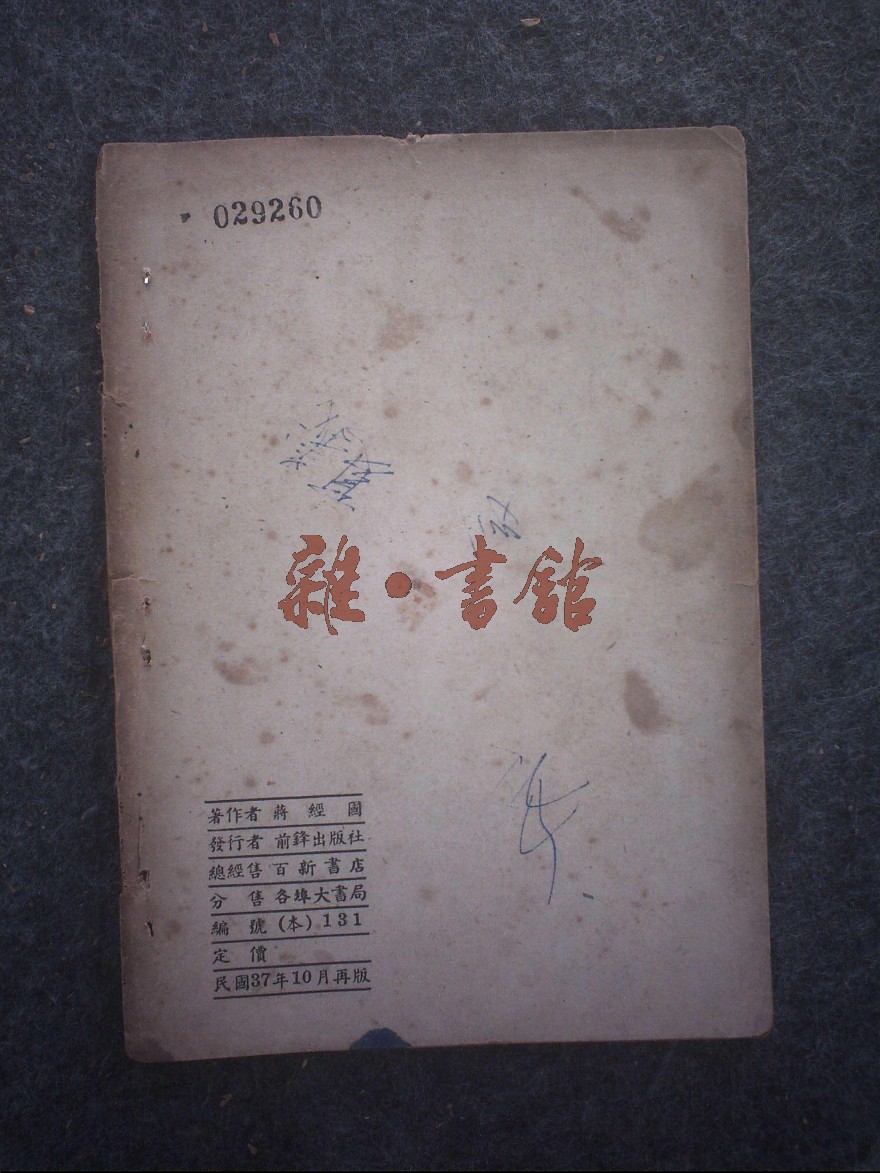 029260
雜·書館
著作者 蔣經國
發行者 前鋒出版社
總經售 百新書店
分售 各埠大書局
編號 (本) 131
定價
民國37年10月再版